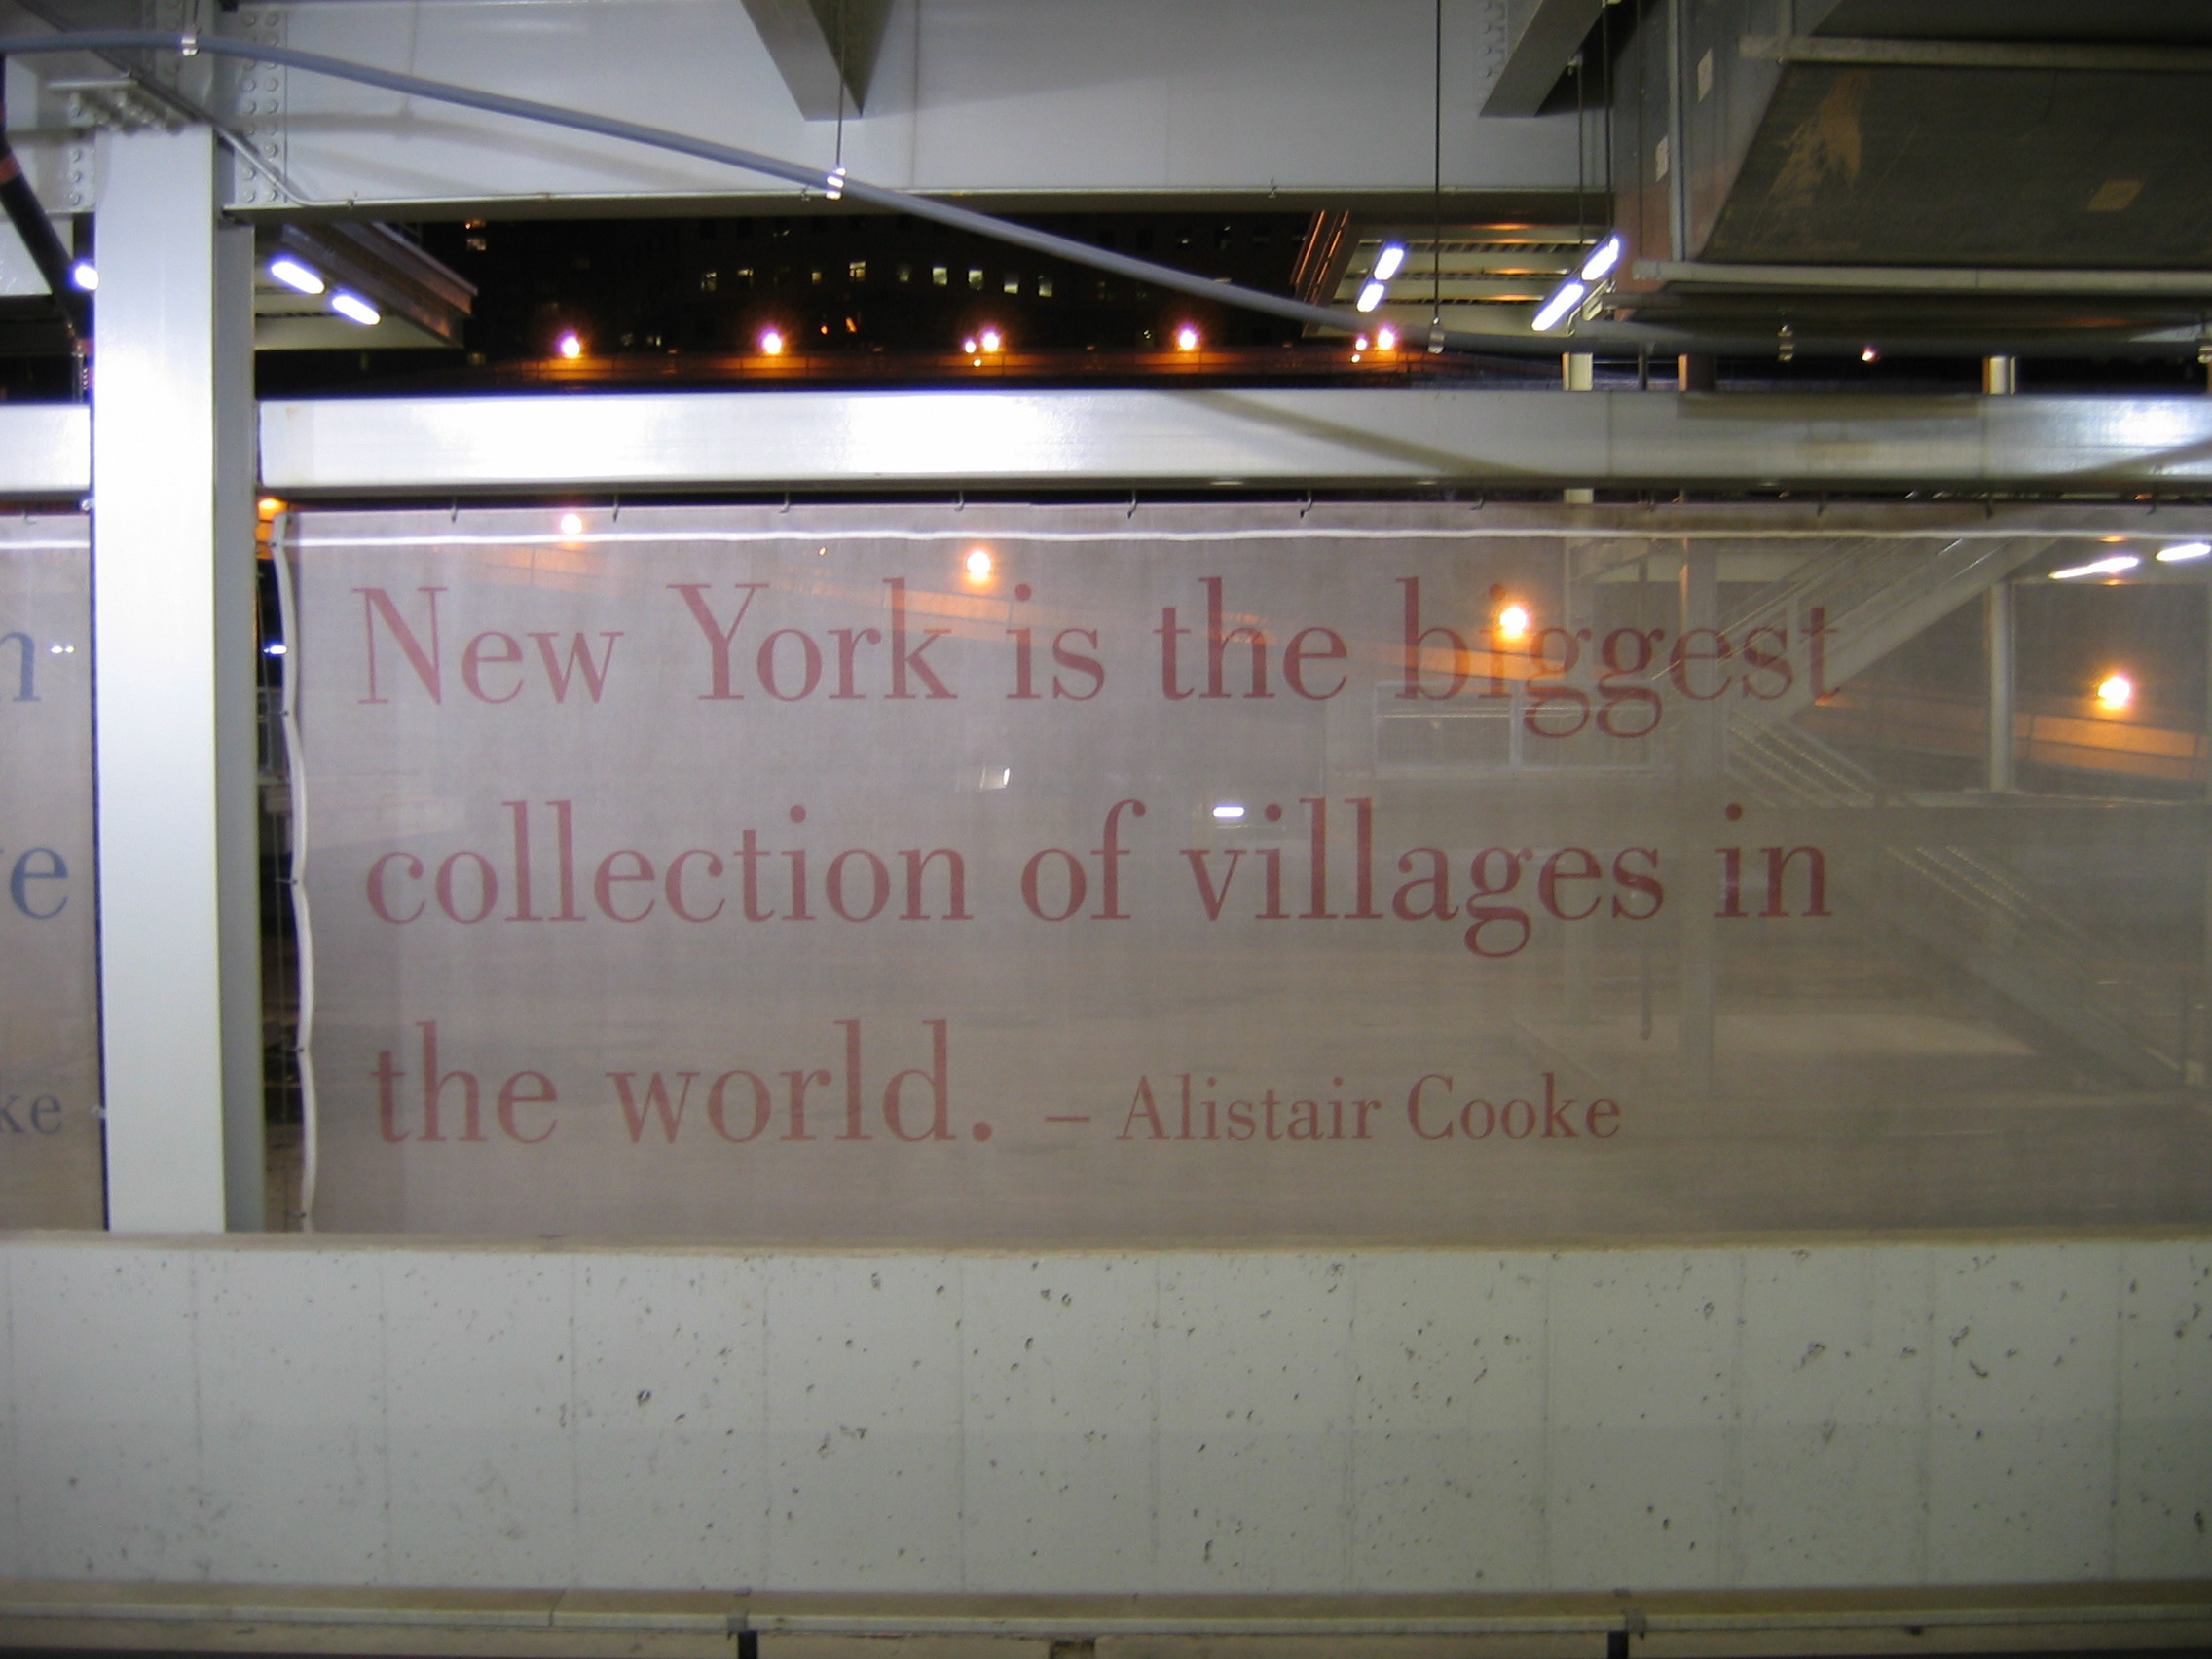 New York is the biggest
collection of villages in
the world. – Alistair Cooke